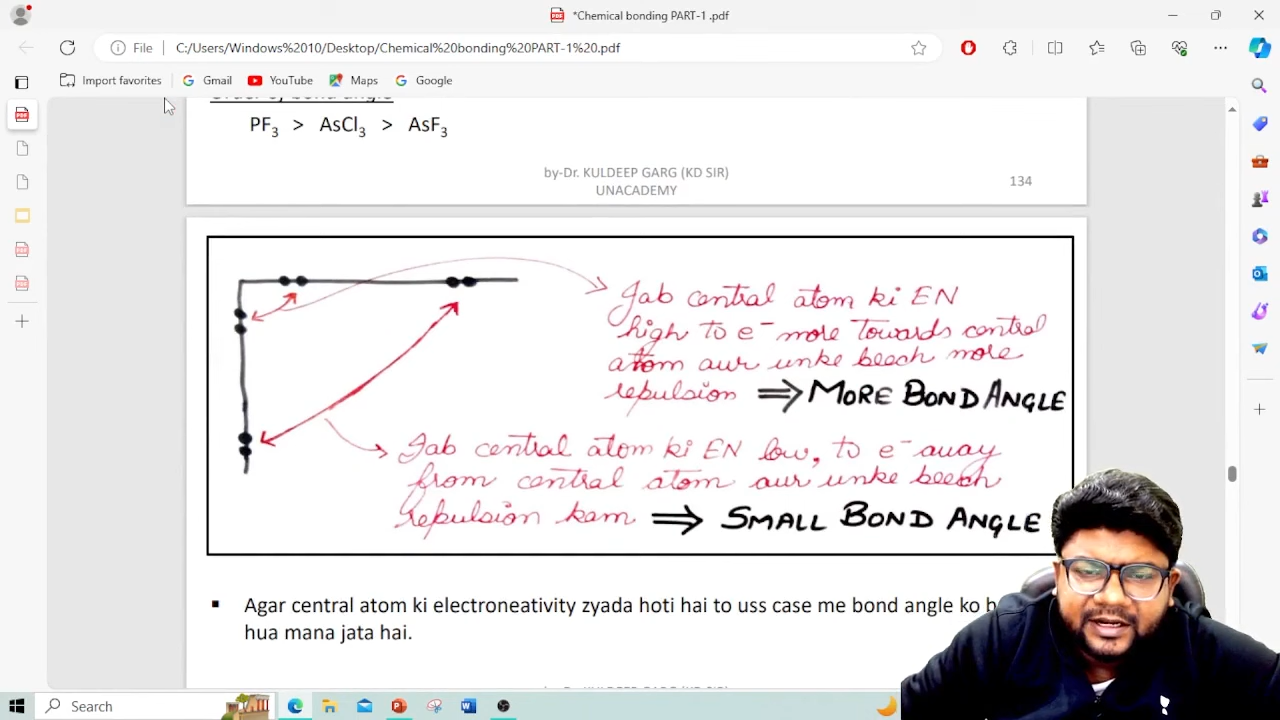 *Chemical bonding PART-1 .pdf
File
C:/Users/Windows%2010/Desktop/Chemical%20bonding%20PART-1%20.pdf
Import favorites
Gmail
YouTube
Maps
Google
PF3 > AsCl3 > AsF3
by-Dr. KULDEEP GARG (KD SIR)
UNACADEMY
134
Jab central atom ki EN
high to e- more towards central
atom aur unke beech more
repulsion ⇒ MORE BOND ANGLE
Jab central atom ki EN low, to e- away
from central atom aur unke beech
repulsion kam ⇒ SMALL BOND ANGLE
▪ Agar central atom ki electroneativity zyada hoti hai to uss case me bond angle ko
hua mana jata hai.
Search